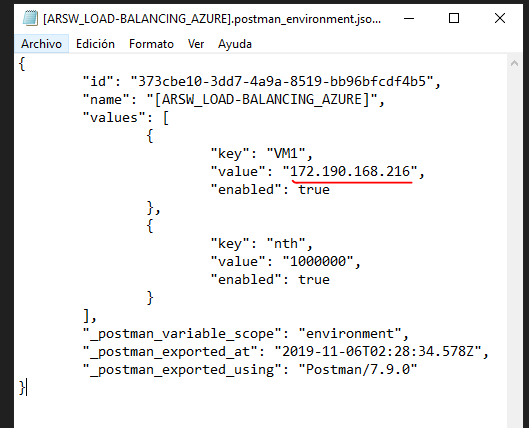 [ARSW_LOAD-BALANCING_AZURE].postman_environment.jso...
Archivo Edición Formato Ver Ayuda
{
"id": "373cbe10-3dd7-4a9a-8519-bb96bfcdf4b5",
"name": "[ARSW_LOAD-BALANCING_AZURE]",
"values": [
{
"key": "VM1",
"value": "172.190.168.216",
"enabled": true
},
{
"key": "nth",
"value": "1000000",
"enabled": true
}
],
"_postman_variable_scope": "environment",
"_postman_exported_at": "2019-11-06T02:28:34.578Z",
"_postman_exported_using": "Postman/7.9.0"
}